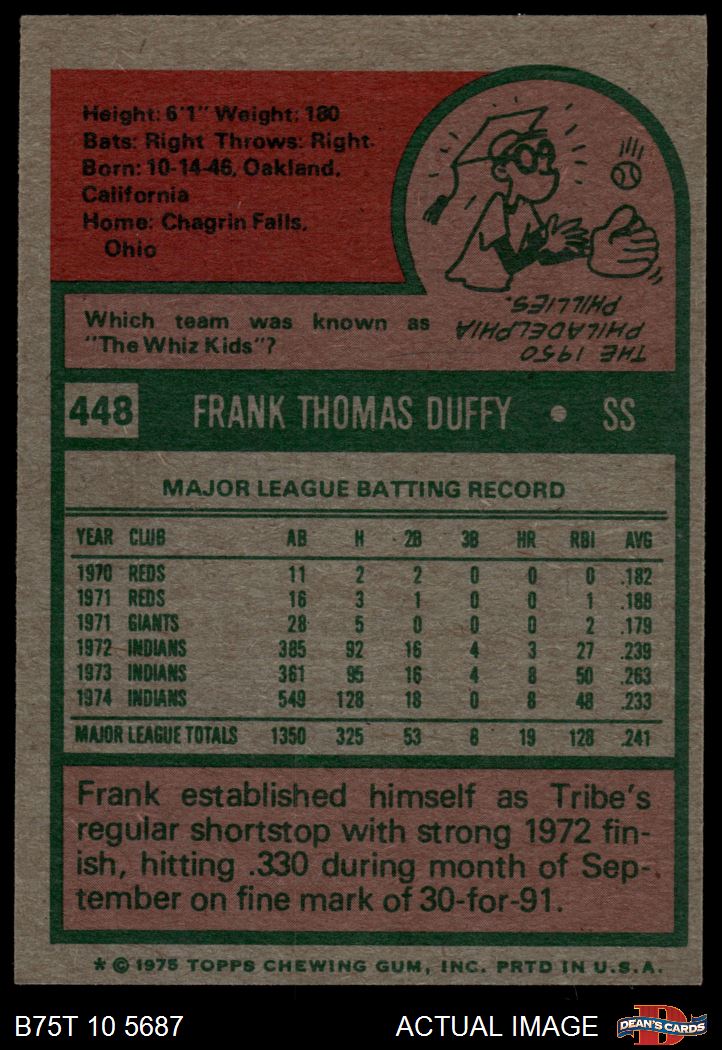 Height: 6'1" Weight: 180
Bats: Right Throws: Right
Born: 10-14-46, Oakland,
California
Home: Chagrin Falls,
Ohio
Which team was known as
"The Whiz Kids"?
THE 1950
PHILADELPHIA
PHILLIES.
448 FRANK THOMAS DUFFY • SS
MAJOR LEAGUE BATTING RECORD
YEAR CLUB AB H 2B 3B HR RBI AVG
1970 REDS 11 2 2 0 0 0 .182
1971 REDS 16 3 1 0 0 1 .188
1971 GIANTS 28 5 0 0 0 2 .179
1972 INDIANS 385 92 16 4 3 27 .239
1973 INDIANS 361 95 16 4 8 50 .263
1974 INDIANS 549 128 18 0 8 48 .233
MAJOR LEAGUE TOTALS 1350 325 53 8 19 128 .241
Frank established himself as Tribe's
regular shortstop with strong 1972 fin-
ish, hitting .330 during month of Sep-
tember on fine mark of 30-for-91.
* © 1975 TOPPS CHEWING GUM, INC. PRTD IN U.S.A.
B75T 10 5687 ACTUAL IMAGE DEAN'S CARDS